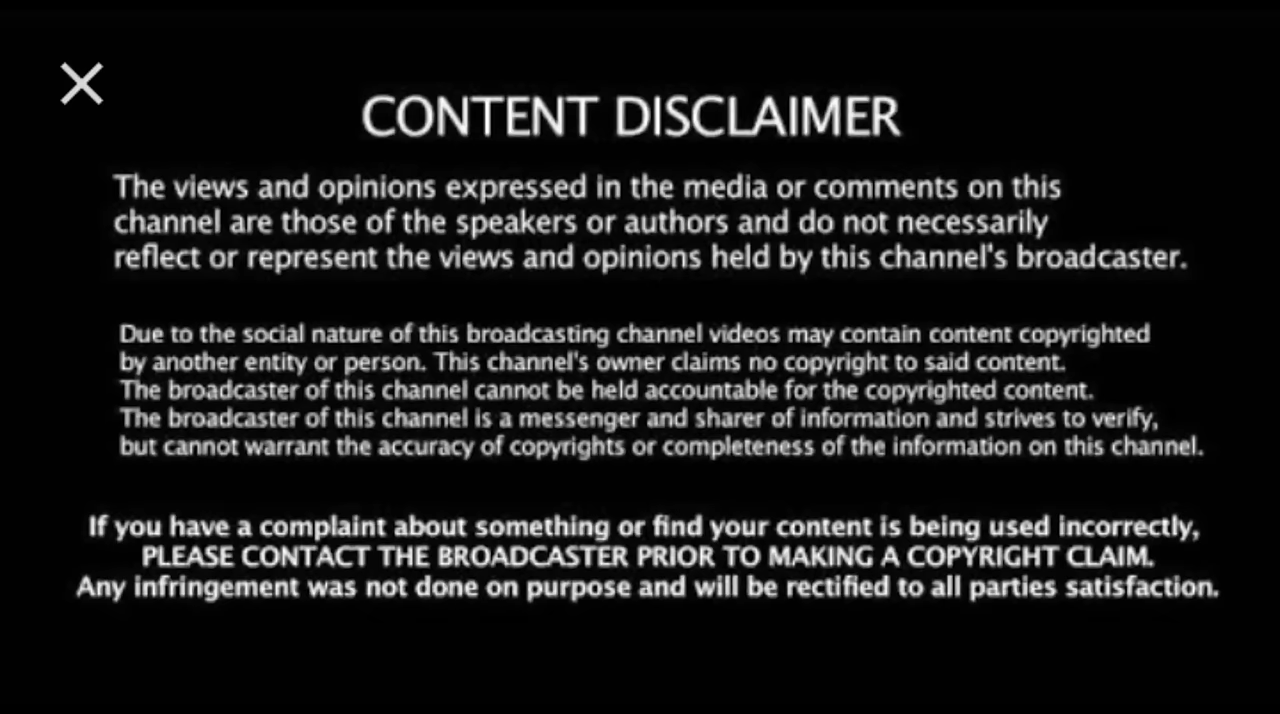 CONTENT DISCLAIMER
The views and opinions expressed in the media or comments on this
channel are those of the speakers or authors and do not necessarily
reflect or represent the views and opinions held by this channel's broadcaster.
Due to the social nature of this broadcasting channel videos may contain content copyrighted
by another entity or person. This channel's owner claims no copyright to said content.
The broadcaster of this channel cannot be held accountable for the copyrighted content.
The broadcaster of this channel is a messenger and sharer of information and strives to verify,
but cannot warrant the accuracy of copyrights or completeness of the information on this channel.
If you have a complaint about something or find your content is being used incorrectly,
PLEASE CONTACT THE BROADCASTER PRIOR TO MAKING A COPYRIGHT CLAIM.
Any infringement was not done on purpose and will be rectified to all parties satisfaction.